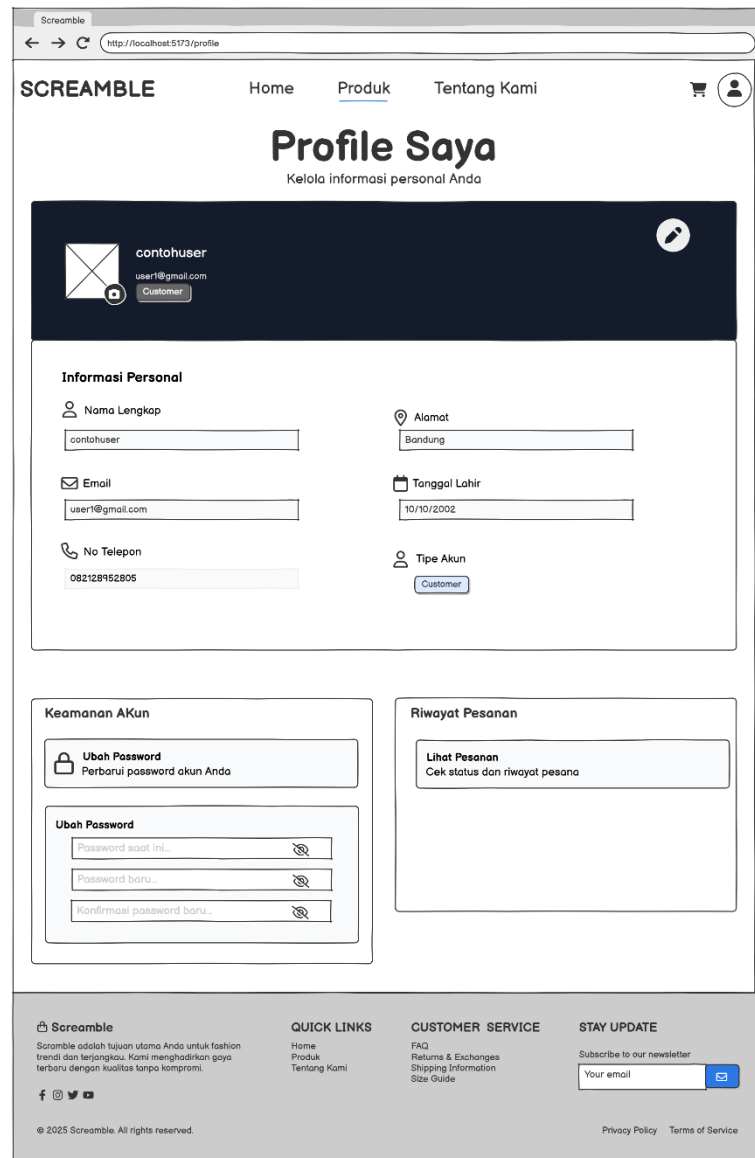 Screamble
http://localhost:5173/profile
SCREAMBLE
Home
Produk
Tentang Kami
Profile Saya
Kelola informasi personal Anda
contohuser
user1@gmail.com
Customer
Informasi Personal
Nama Lengkap
contohuser
Alamat
Bandung
Email
user1@gmail.com
Tanggal Lahir
10/10/2002
No Telepon
082128952805
Tipe Akun
Customer
Keamanan AKun
Ubah Password
Perbarui password akun Anda
Ubah Password
Password saat ini...
Password baru...
Konfirmasi password baru...
Riwayat Pesanan
Lihat Pesanan
Cek status dan riwayat pesana
Screamble
Scramble adalah tujuan utama Anda untuk fashion
trendi dan terjangkau. Kami menghadirkan gaya
terbaru dengan kualitas tanpa kompromi.
QUICK LINKS
Home
Produk
Tentang Kami
CUSTOMER SERVICE
FAQ
Returns & Exchanges
Shipping Information
Size Guide
STAY UPDATE
Subscribe to our newsletter
Your email
© 2025 Screamble. All rights reserved.
Privacy Policy
Terms of Service